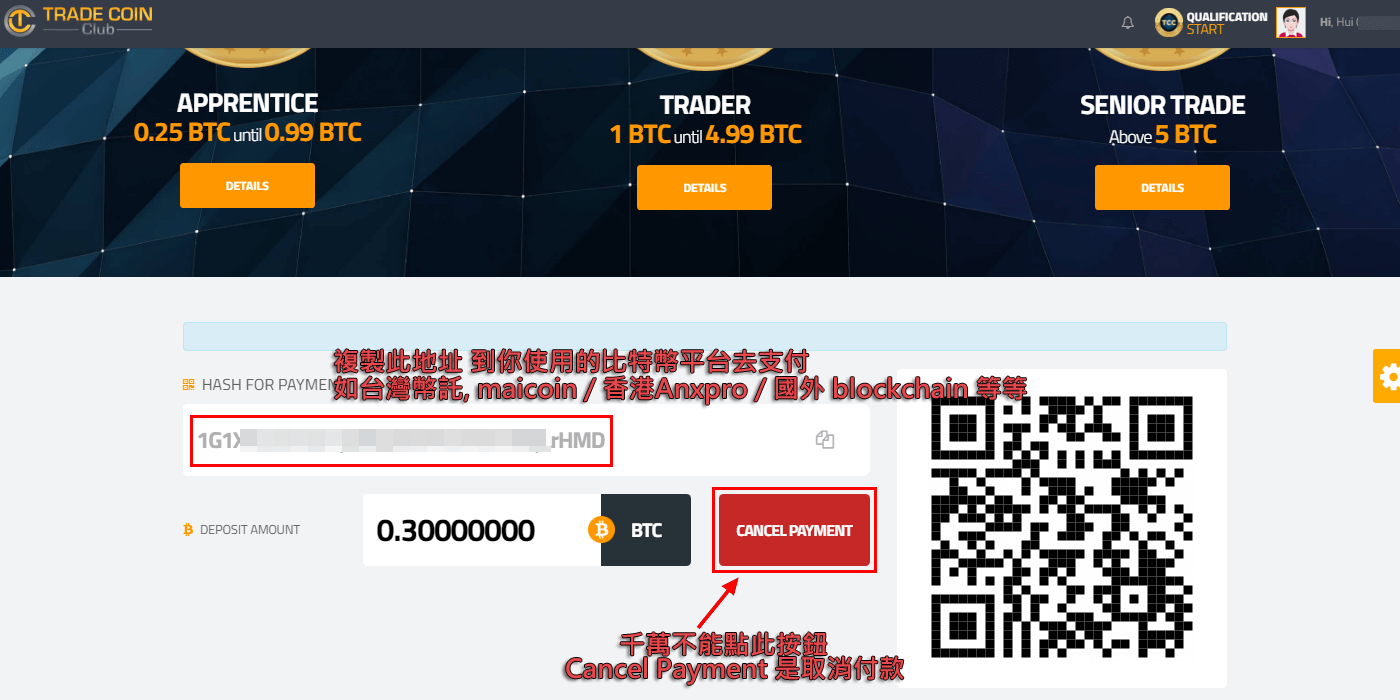 TRADE COIN
Club
QUALIFICATION
START
Hi, Hui
APPRENTICE
0.25 BTC until 0.99 BTC
DETAILS
TRADER
1 BTC until 4.99 BTC
DETAILS
SENIOR TRADE
Above 5 BTC
DETAILS
複製此地址 到你使用的比特幣平台去支付
HASH FOR PAYMEN
如台灣幣託, maicoin / 香港Anxpro / 國外 blockchain 等等
1G1X
rHMD
DEPOSIT AMOUNT
0.30000000
BTC
CANCEL PAYMENT
千萬不能點此按鈕
Cancel Payment 是取消付款